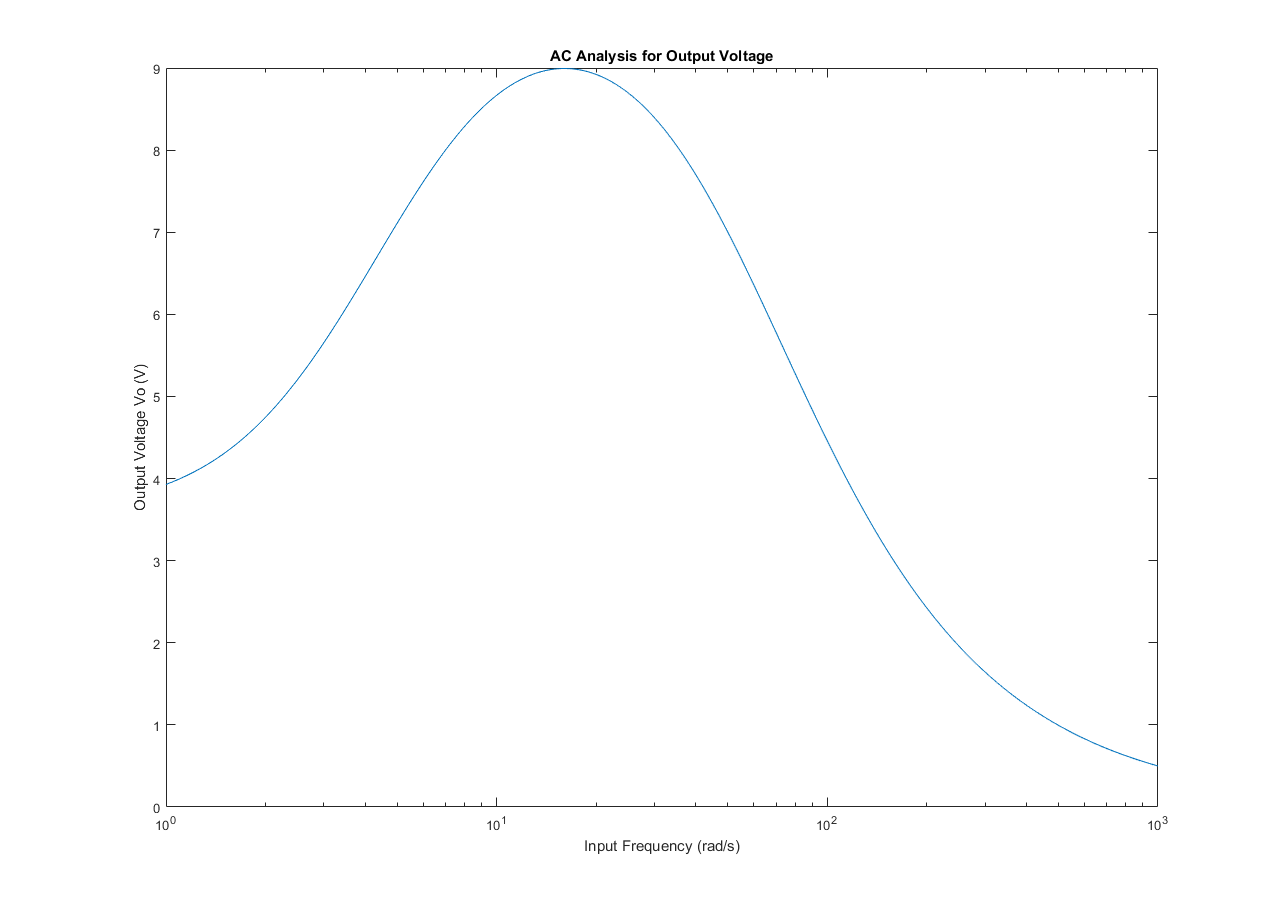 AC Analysis for Output Voltage
9
8
7
6
5
4
3
2
1
0
Output Voltage Vo (V)
10^0 10^1 10^2 10^3
Input Frequency (rad/s)